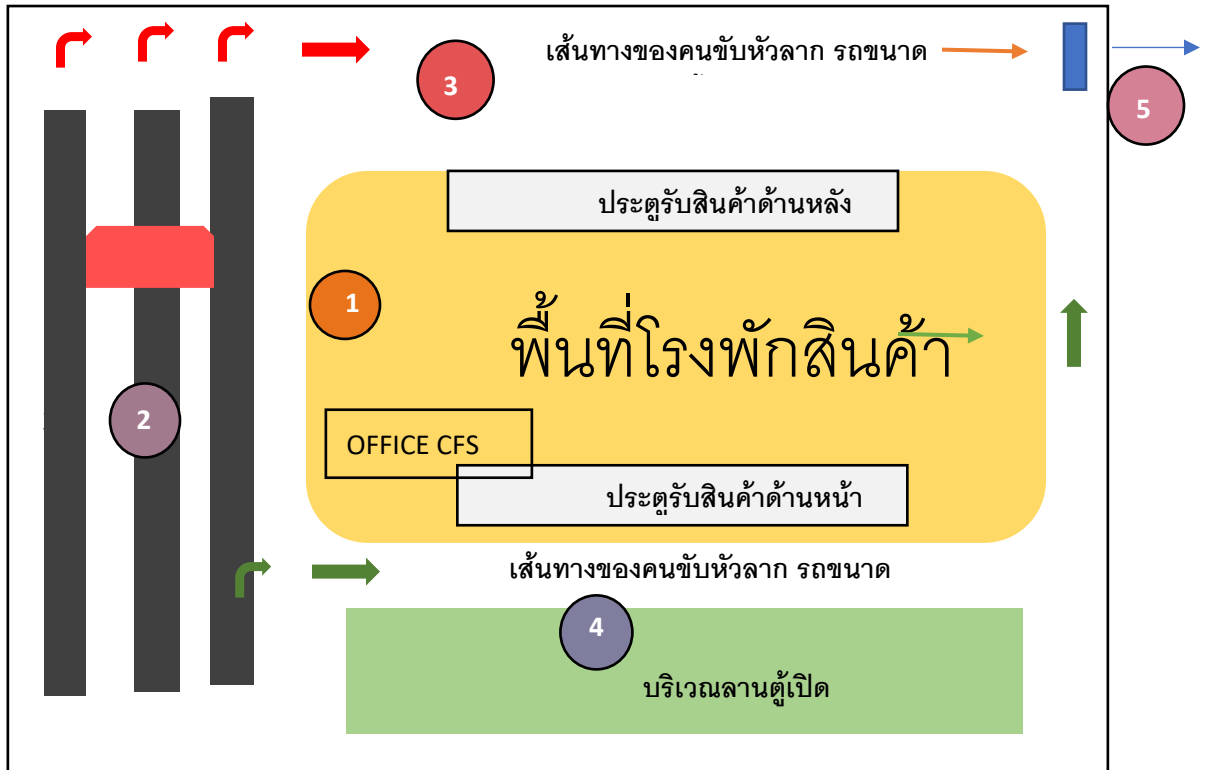 เส้นทางของคนขับหัวลาก รถขนาด
3
5
ประตูรับสินค้าด้านหลัง
1
พื้นที่โรงพักสินค้า
2
OFFICE CFS
ประตูรับสินค้าด้านหน้า
เส้นทางของคนขับหัวลาก รถขนาด
4
บริเวณลานตู้เปิด